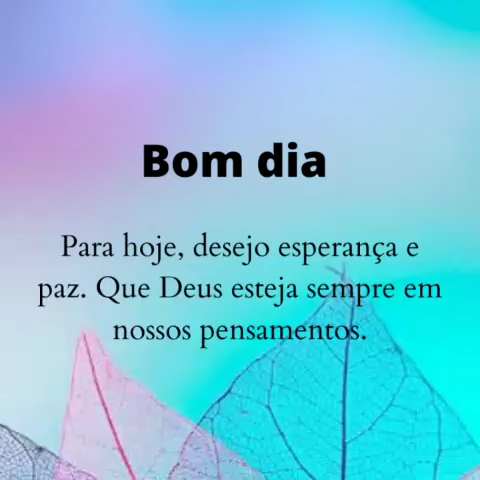 Bom dia
Para hoje, desejo esperança e
paz. Que Deus esteja sempre em
nossos pensamentos.